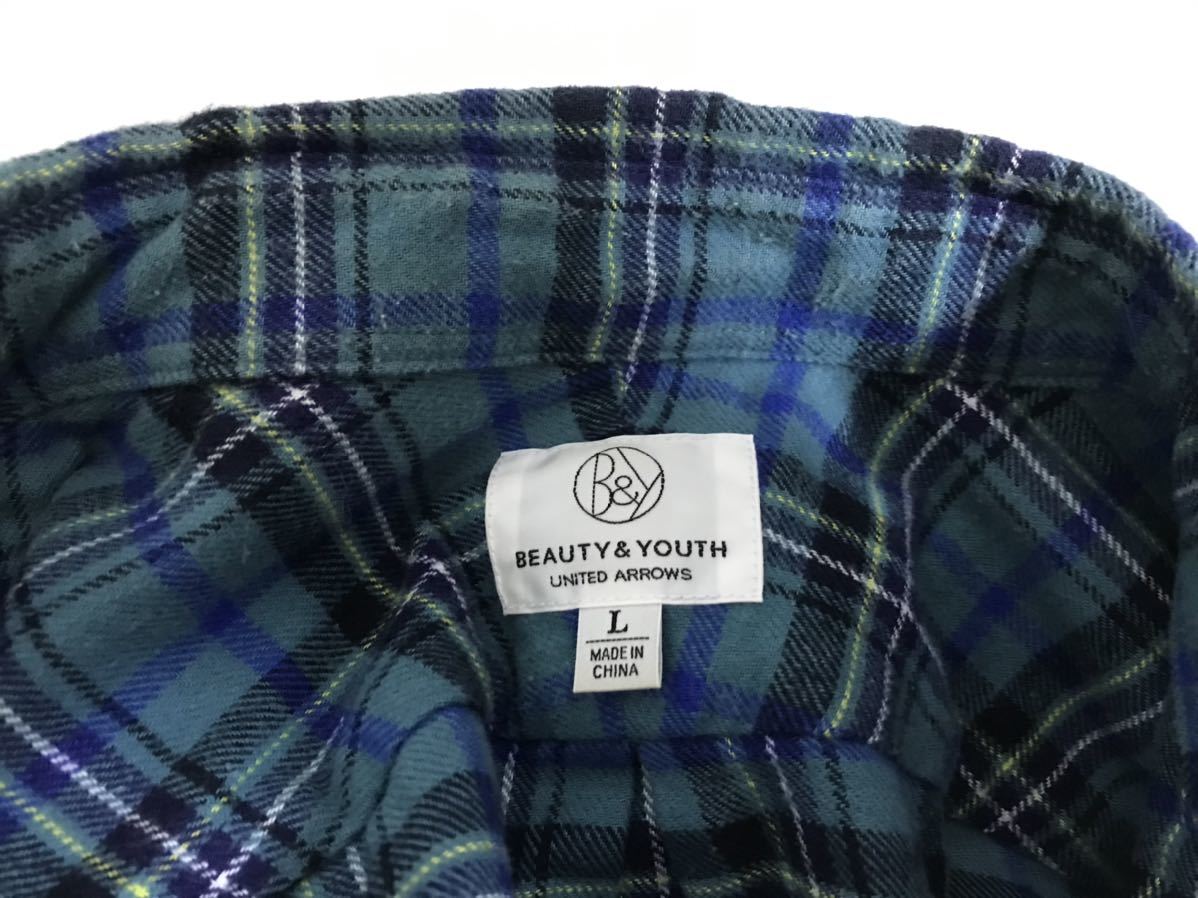 B&Y
BEAUTY & YOUTH
UNITED ARROWS
L
MADE IN
CHINA